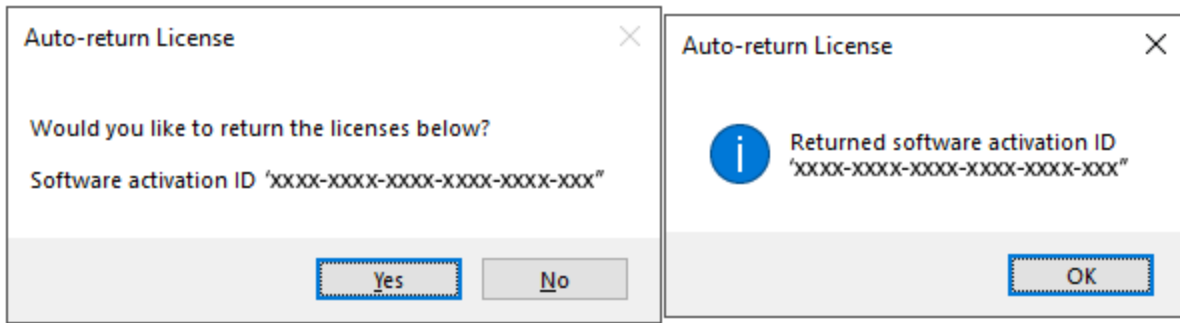 Auto-return License
Would you like to return the licenses below?
Software activation ID ‘xxxx-xxxx-xxxx-xxxx-xxxx-xxx”
Yes
No
Auto-return License
Returned software activation ID
‘xxxx-xxxx-xxxx-xxxx-xxxx-xxx”
OK